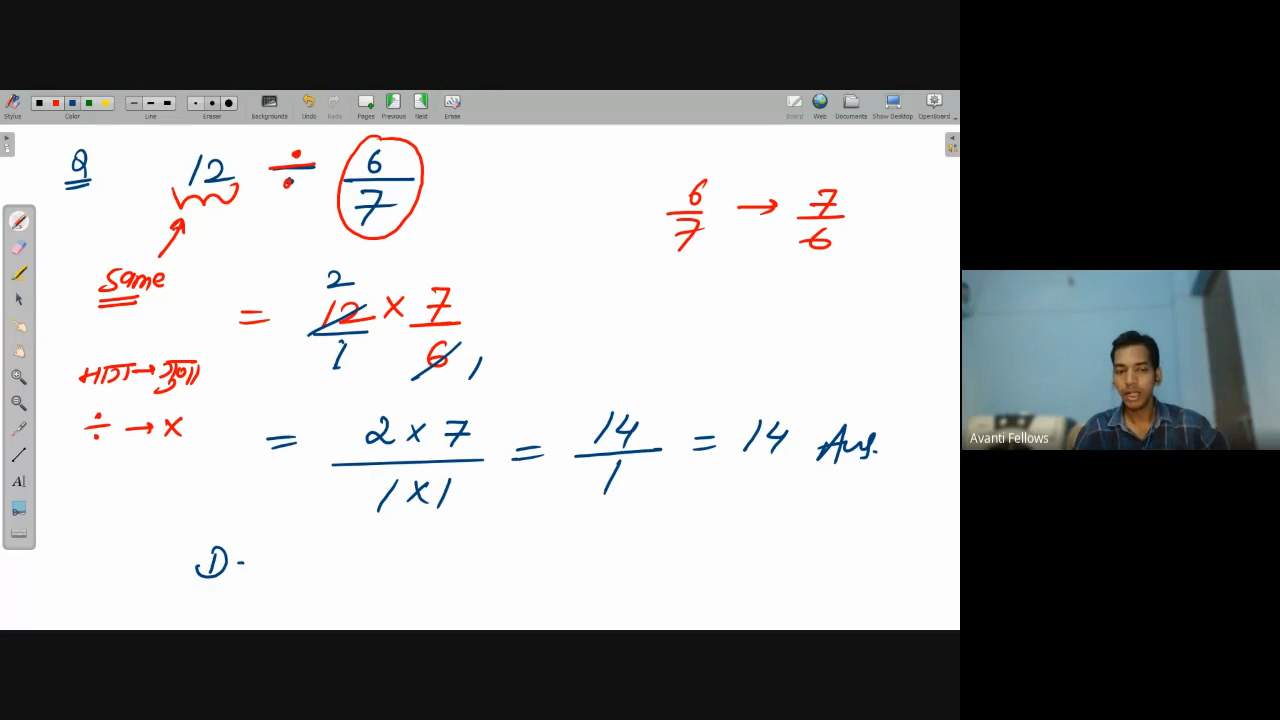 Styles Color Line Eraser Backgrounds Undo Redo Pages Previous Next Erase Board Web Documents Show Desktop OpenBoard
Q 12 ÷ 6/7
6/7 → 7/6
Same
= 12/1 × 7/6
2
1
भाग → गुणा
÷ → ×
= 2 × 7 / 1 × 1 = 14/1 = 14 Ans.
D -
Avanti Fellows